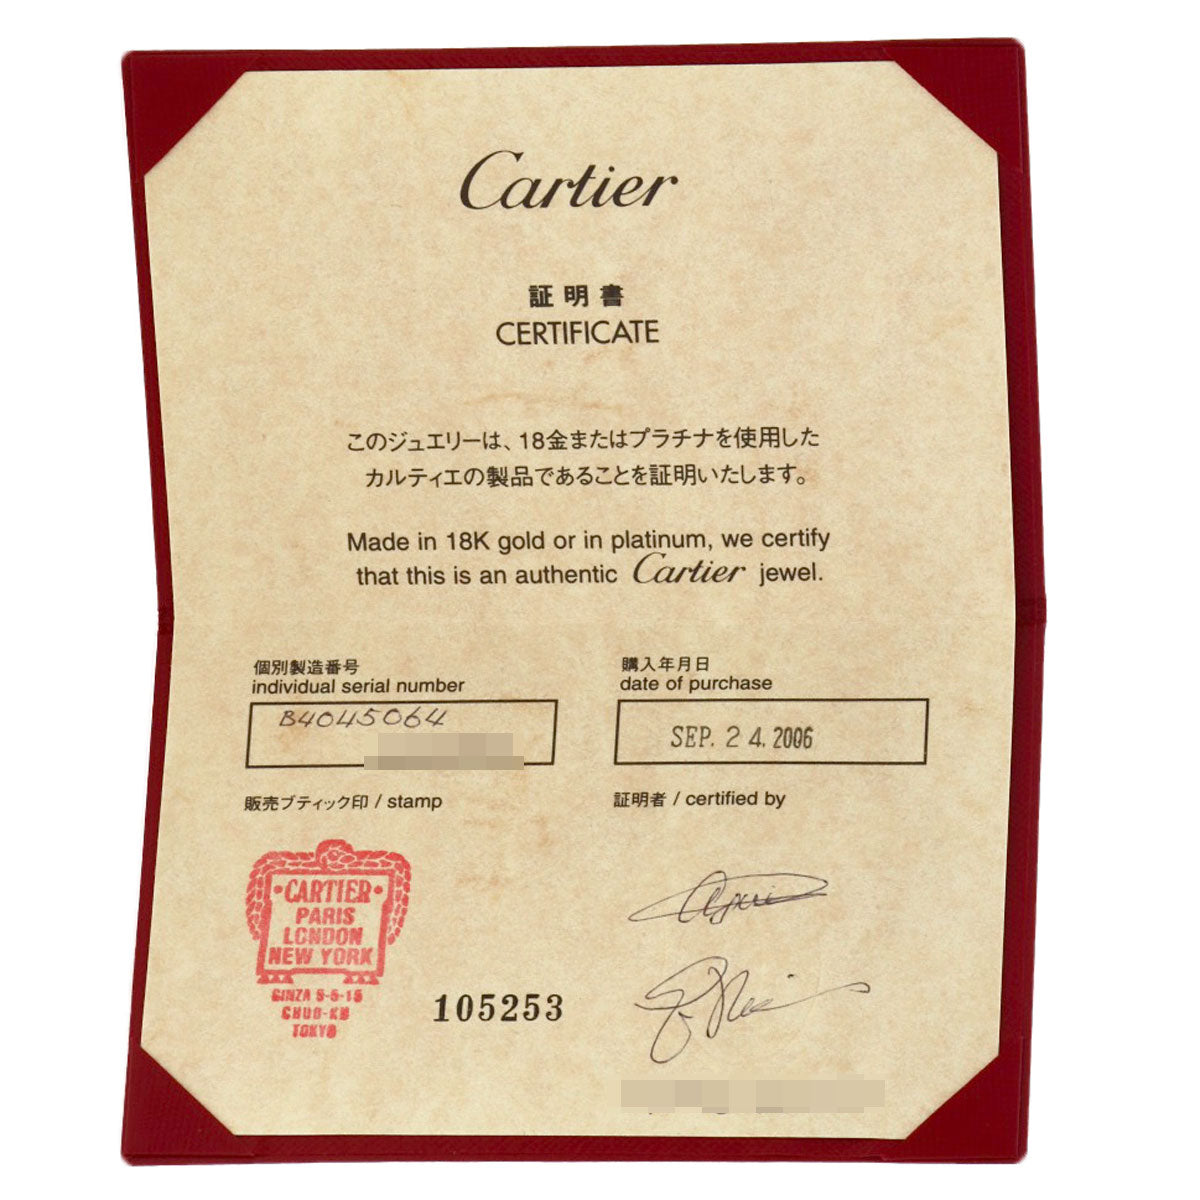 Cartier
証明書
CERTIFICATE
このジュエリーは、18金またはプラチナを使用した
カルティエの製品であることを証明いたします。
Made in 18K gold or in platinum, we certify
that this is an authentic Cartier jewel.
個別製造番号
individual serial number
B4045064
購入年月日
date of purchase
SEP. 24.2006
販売ブティック印 / stamp
証明者 / certified by
·CARTIER·
PARIS
LONDON
NEW YORK
GINZA 5-5-15
CHUO-KU
TOKYO
105253